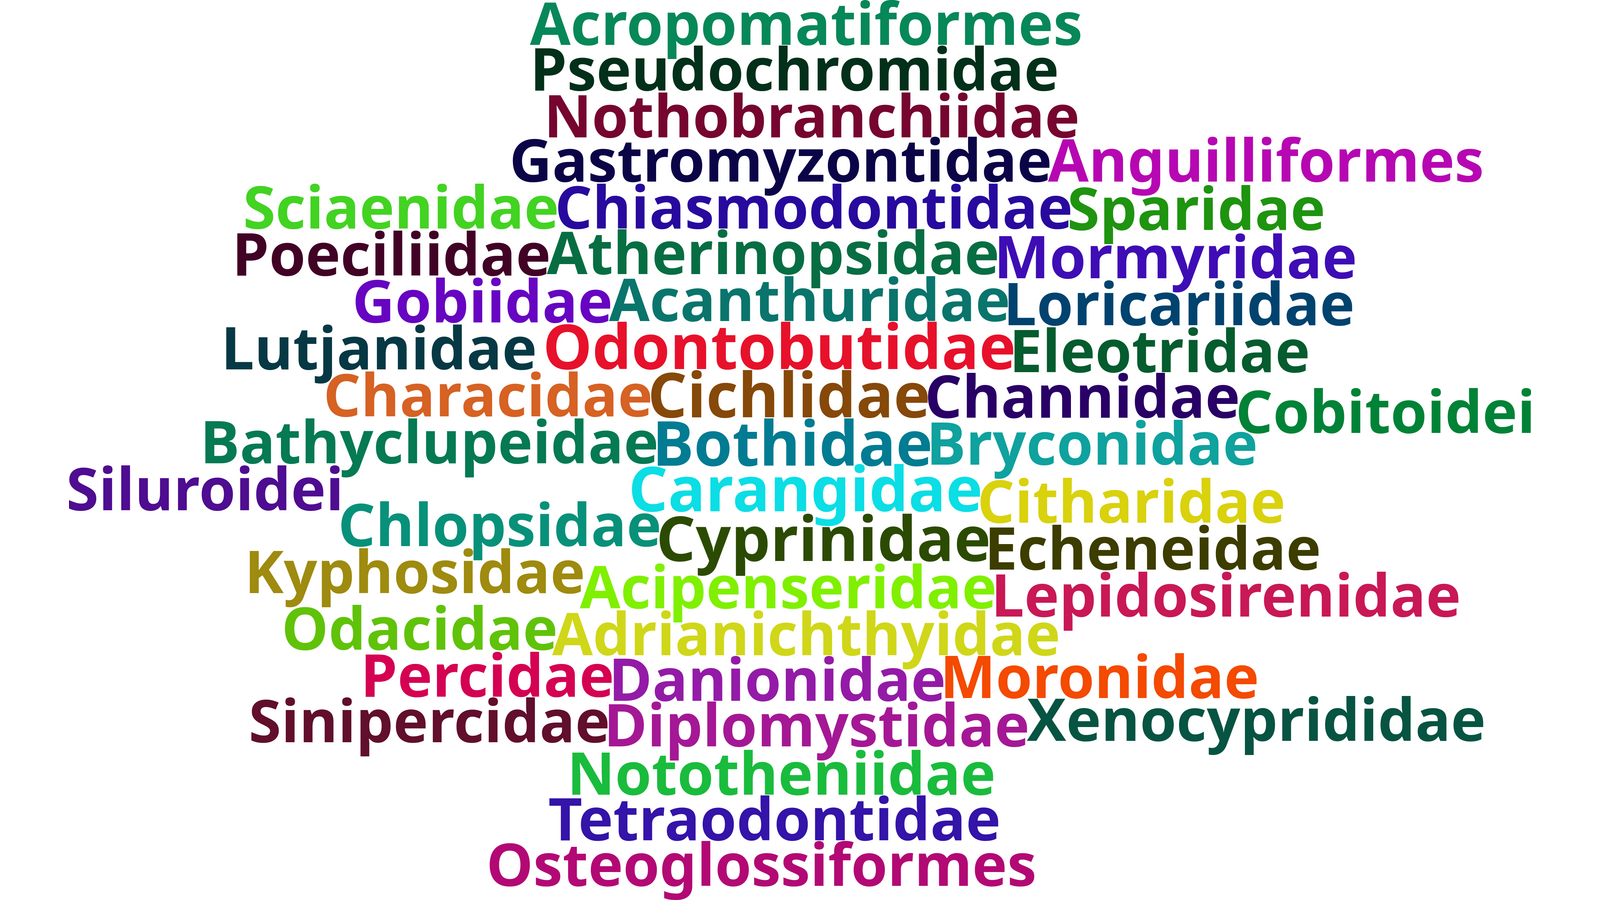 Acropomatiformes
Pseudochromidae
Nothobranchiidae
Gastromyzontidae Anguilliformes
Sciaenidae Chiasmodontidae Sparidae
Poeciliidae Atherinopsidae Mormyridae
Gobiidae Acanthuridae Loricariidae
Lutjanidae Odontobutidae Eleotridae
Characidae Cichlidae Channidae Cobitoidei
Bathyclupeidae Bothidae Bryconidae
Siluroidei Carangidae Citharidae
Chlopsidae Cyprinidae Echeneidae
Kyphosidae Acipenseridae Lepidosirenidae
Odacidae Adrianichthyidae
Percidae Danionidae Moronidae
Sinipercidae Diplomystidae Xenocyprididae
Nototheniidae
Tetraodontidae
Osteoglossiformes